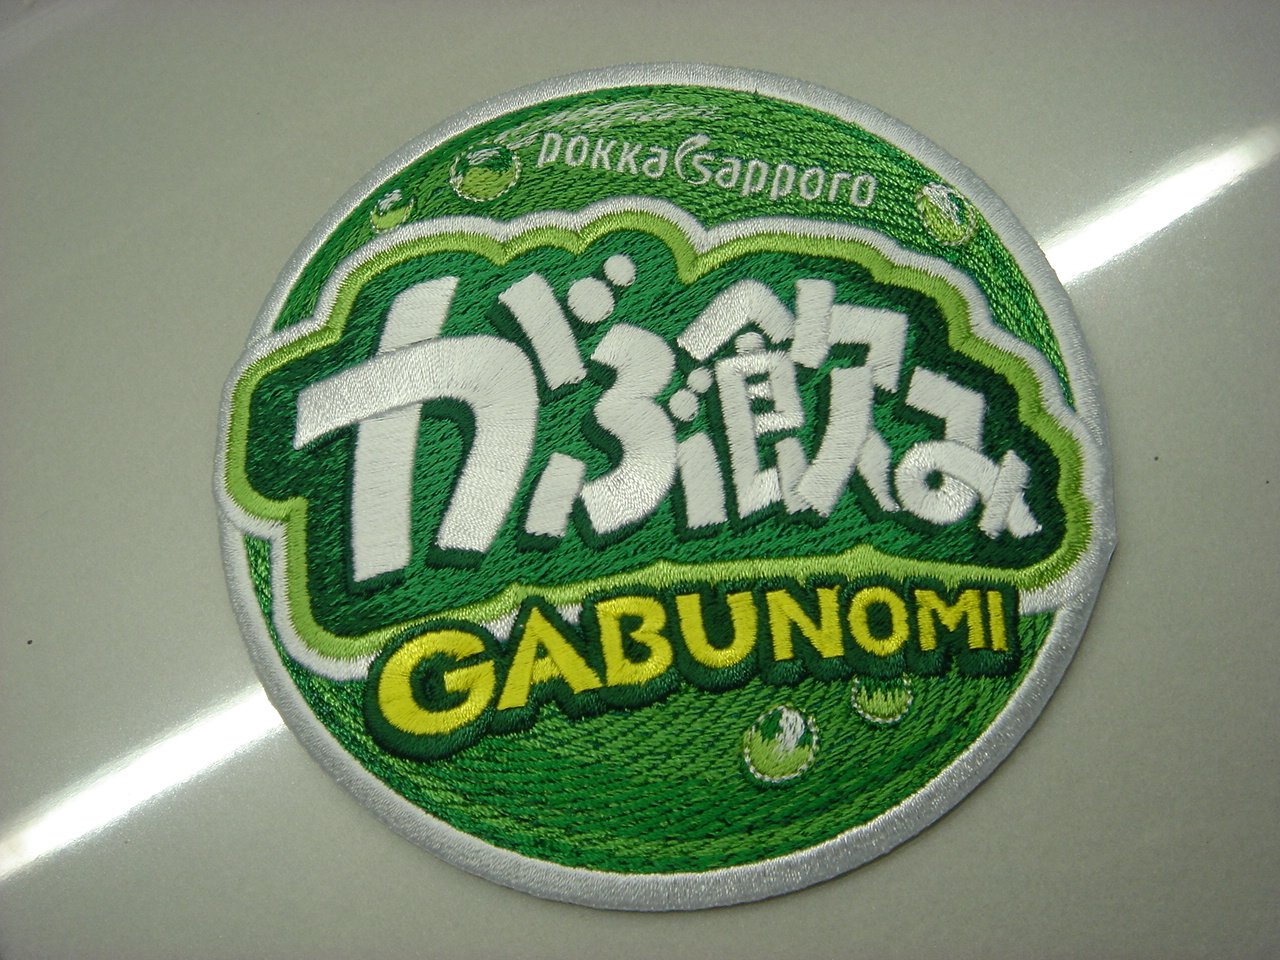 POKKA SAPPORO
がぶ飲み
GABUNOMI